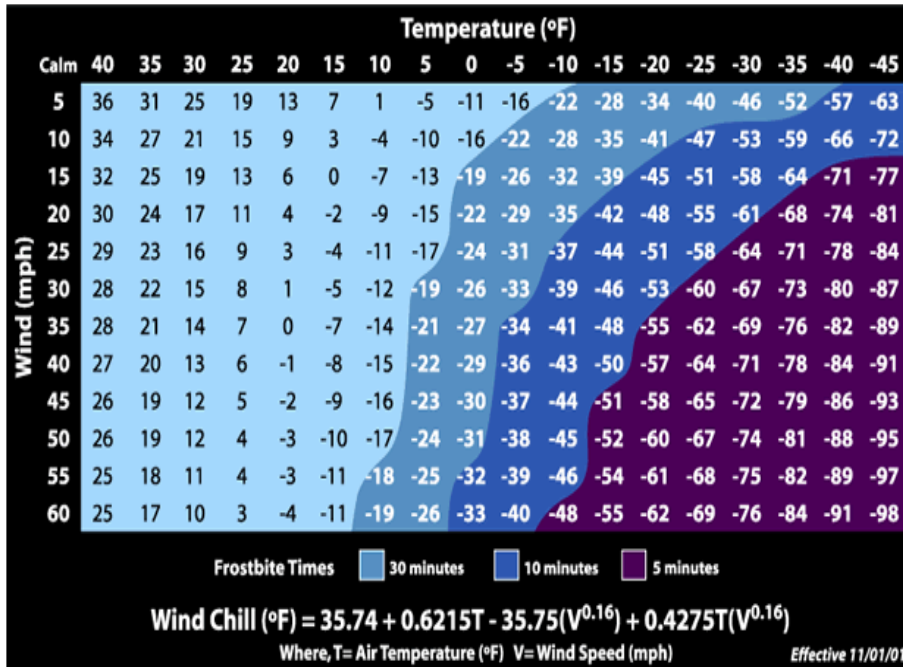 Temperature (ºF)
Calm 40 35 30 25 20 15 10 5 0 -5 -10 -15 -20 -25 -30 -35 -40 -45
5 36 31 25 19 13 7 1 -5 -11 -16 -22 -28 -34 -40 -46 -52 -57 -63
10 34 27 21 15 9 3 -4 -10 -16 -22 -28 -35 -41 -47 -53 -59 -66 -72
15 32 25 19 13 6 0 -7 -13 -19 -26 -32 -39 -45 -51 -58 -64 -71 -77
20 30 24 17 11 4 -2 -9 -15 -22 -29 -35 -42 -48 -55 -61 -68 -74 -81
25 29 23 16 9 3 -4 -11 -17 -24 -31 -37 -44 -51 -58 -64 -71 -78 -84
30 28 22 15 8 1 -5 -12 -19 -26 -33 -39 -46 -53 -60 -67 -73 -80 -87
35 28 21 14 7 0 -7 -14 -21 -27 -34 -41 -48 -55 -62 -69 -76 -82 -89
40 27 20 13 6 -1 -8 -15 -22 -29 -36 -43 -50 -57 -64 -71 -78 -84 -91
45 26 19 12 5 -2 -9 -16 -23 -30 -37 -44 -51 -58 -65 -72 -79 -86 -93
50 26 19 12 4 -3 -10 -17 -24 -31 -38 -45 -52 -60 -67 -74 -81 -88 -95
55 25 18 11 4 -3 -11 -18 -25 -32 -39 -46 -54 -61 -68 -75 -82 -89 -97
60 25 17 10 3 -4 -11 -19 -26 -33 -40 -48 -55 -62 -69 -76 -84 -91 -98
Wind (mph)
Frostbite Times 30 minutes 10 minutes 5 minutes
Wind Chill (ºF) = 35.74 + 0.6215T - 35.75(V^0.16) + 0.4275T(V^0.16)
Where, T= Air Temperature (ºF) V= Wind Speed (mph) Effective 11/01/01